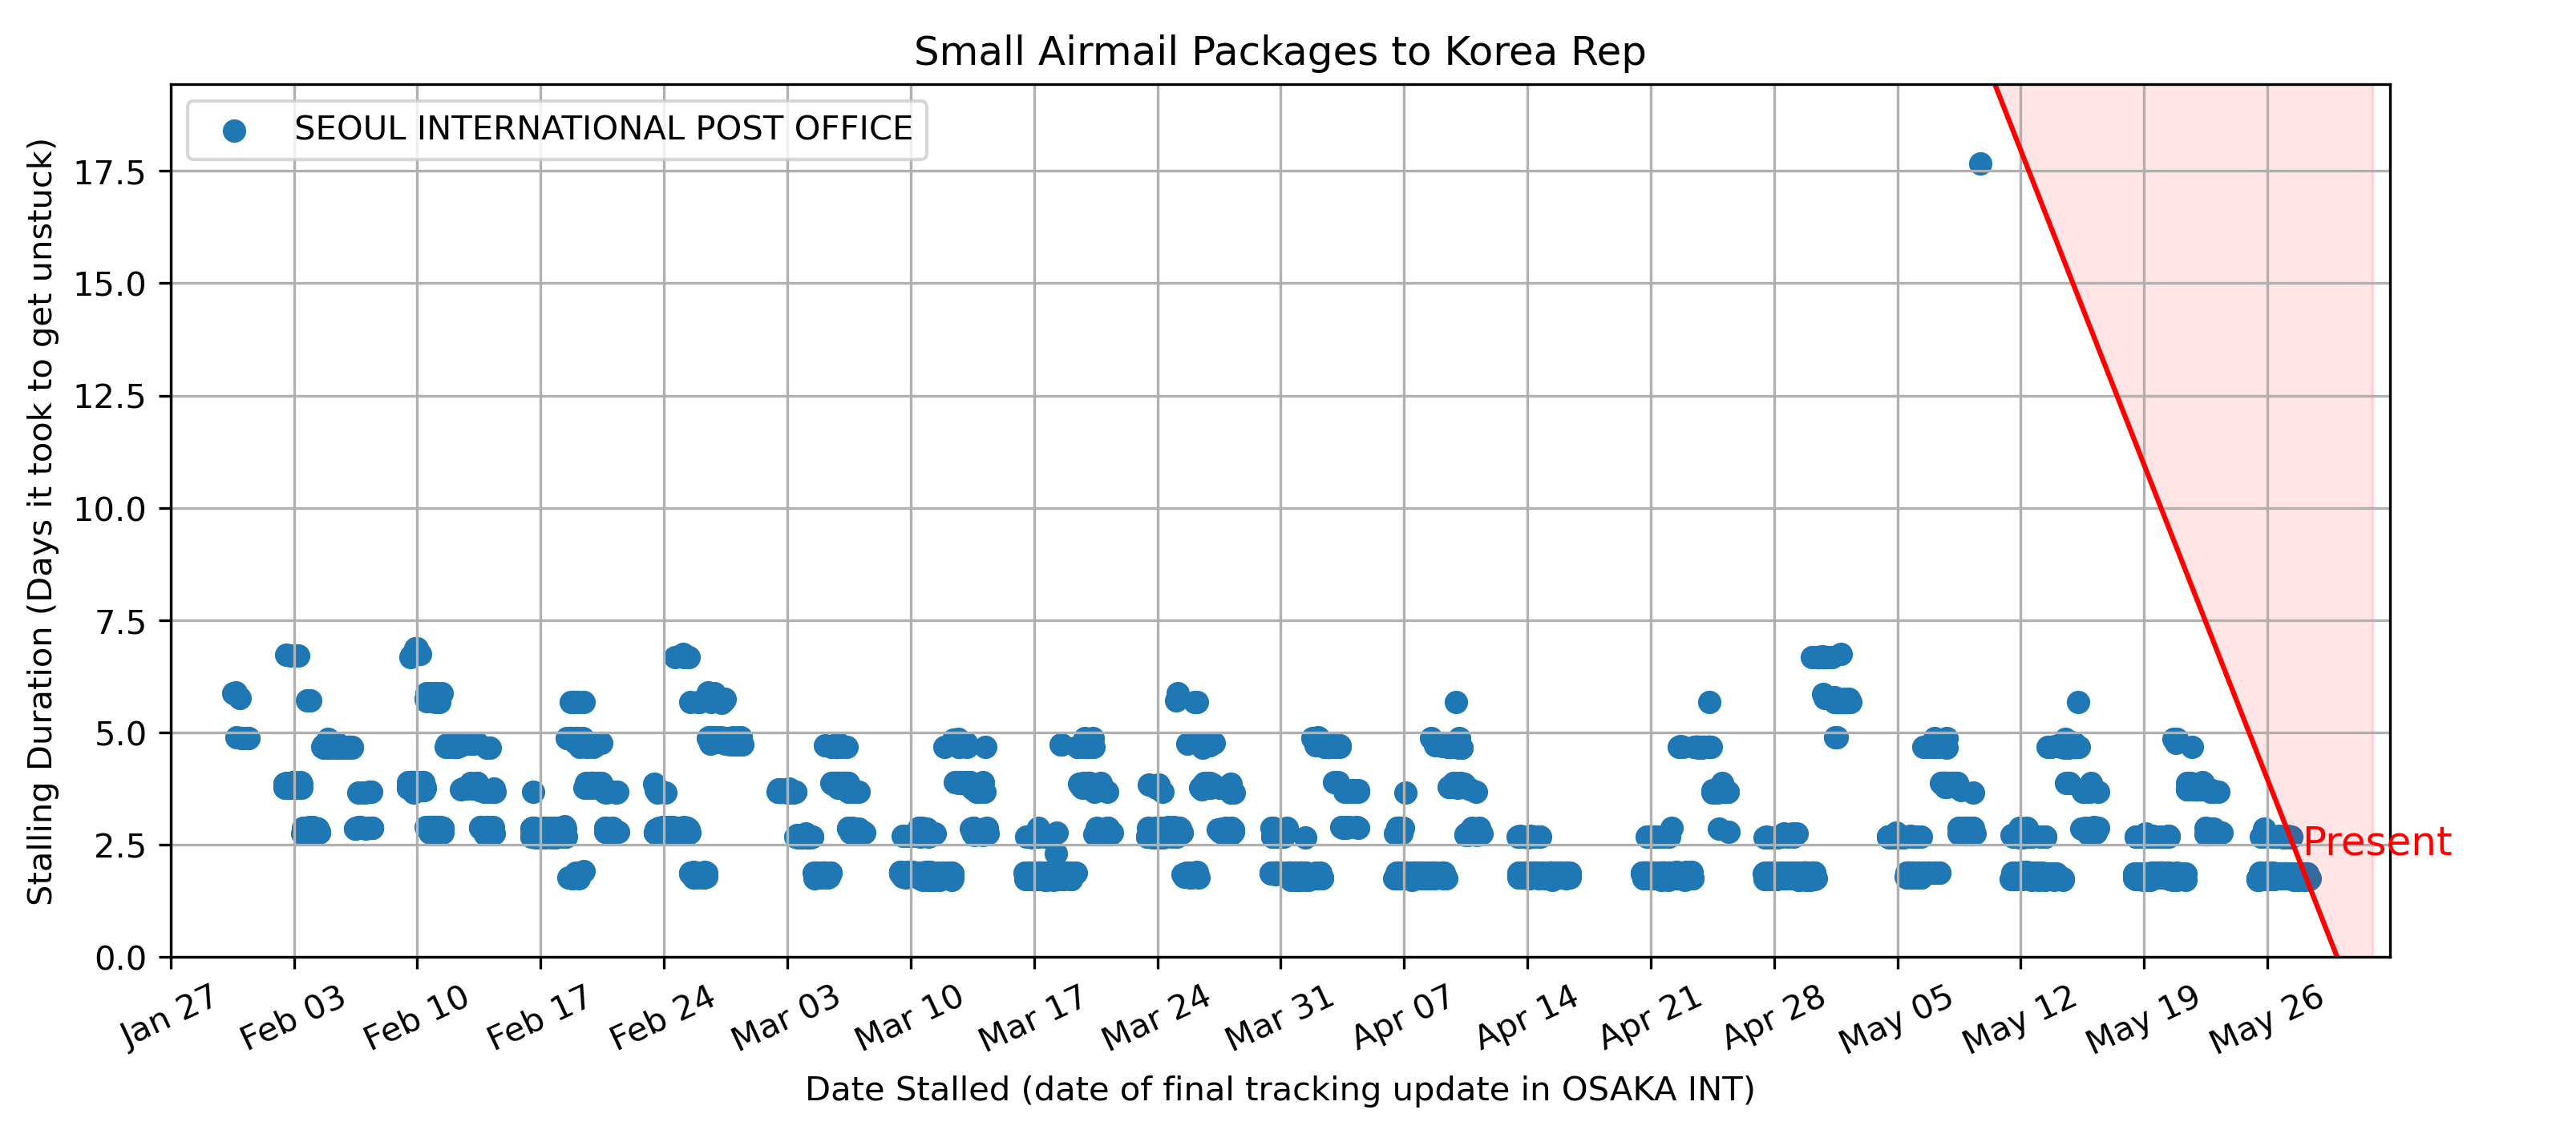 Small Airmail Packages to Korea Rep
SEOUL INTERNATIONAL POST OFFICE
Stalling Duration (Days it took to get unstuck)
17.5
15.0
12.5
10.0
7.5
5.0
2.5
0.0
Present
Jan 27
Feb 03
Feb 10
Feb 17
Feb 24
Mar 03
Mar 10
Mar 17
Mar 24
Mar 31
Apr 07
Apr 14
Apr 21
Apr 28
May 05
May 12
May 19
May 26
Date Stalled (date of final tracking update in OSAKA INT)